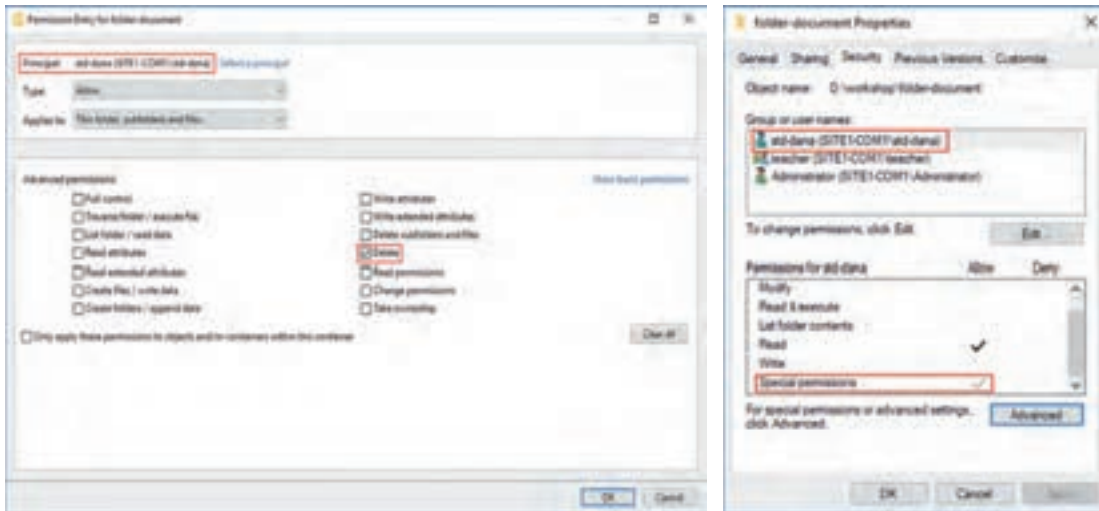 Permission Entry for folder-document
Principal: std-dana (SITE1-COM1\std-dana) Select a principal
Type: Allow
Applies to: This folder, subfolders and files
Advanced permissions
Show basic permissions
Full control
Traverse folder / execute file
List folder / read data
Read attributes
Read extended attributes
Create files / write data
Create folders / append data
Write attributes
Write extended attributes
Delete subfolders and files
Delete
Read permissions
Change permissions
Take ownership
Only apply these permissions to objects and/or containers within this container
Clear all
OK Cancel
folder-document Properties
General Sharing Security Previous Versions Customize
Object name: D:\workshop\folder-document
Group or user names:
std-dana (SITE1-COM1\std-dana)
teacher (SITE1-COM1\teacher)
Administrator (SITE1-COM1\Administrator)
To change permissions, click Edit.
Edit...
Permissions for std-dana Allow Deny
Modify
Read & execute
List folder contents
Read
Write
Special permissions
For special permissions or advanced settings,
click Advanced.
Advanced
OK Cancel